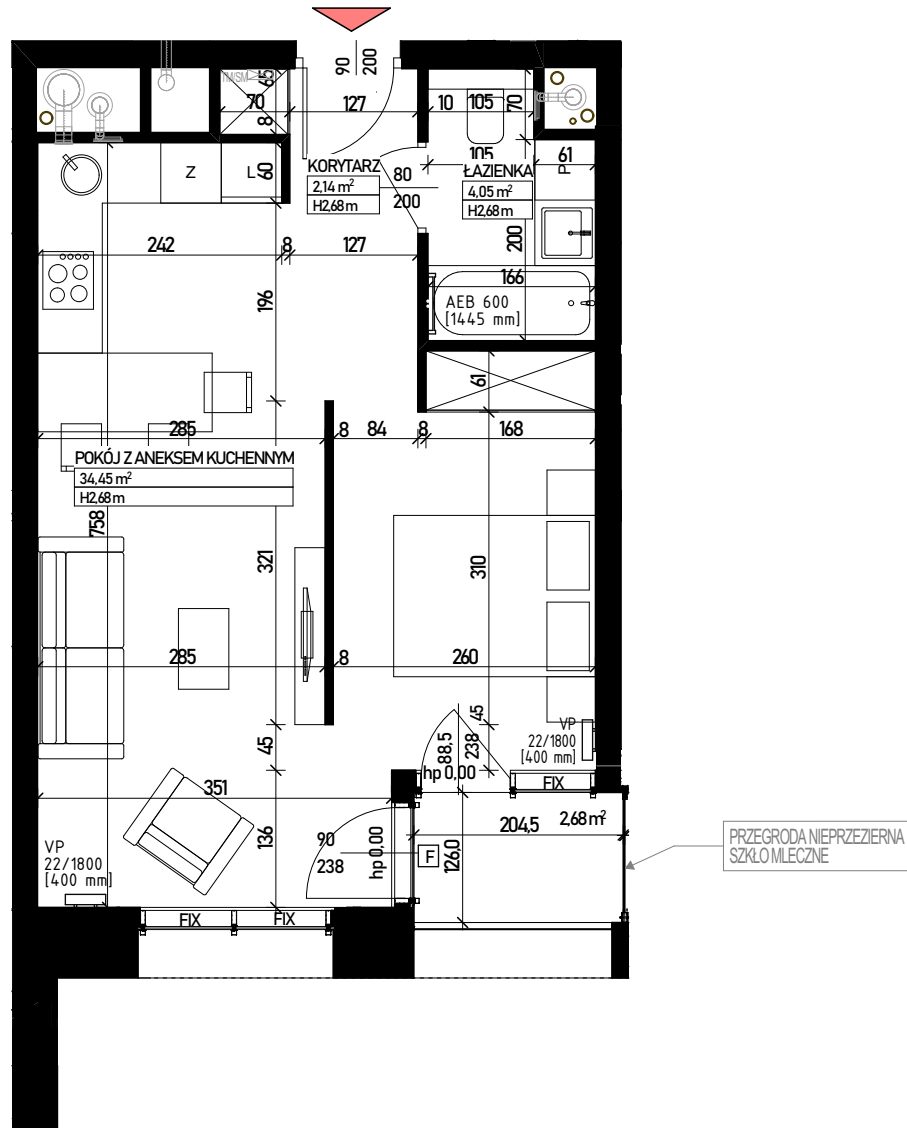 90
200
TM/SM
65
70
8
127
10
105
70
105
61
P
Z
L
60
KORYTARZ
2,14 m²
H2,68 m
80
200
ŁAZIENKA
4,05 m²
H2,68 m
200
242
8
127
166
AEB 600
[1445 mm]
196
61
285
8
84
8
168
POKÓJ Z ANEKSEM KUCHENNYM
34,45 m²
H2,68 m
758
321
310
285
8
260
45
45
88,5
238
VP
22/1800
[400 mm]
hp 0,00
FIX
351
136
90
238
hp 0,00
F
204,5
2,68 m²
126,0
PRZEGRODA NIEPRZEZIERNA
SZKŁO MLECZNE
VP
22/1800
[400 mm]
FIX
FIX